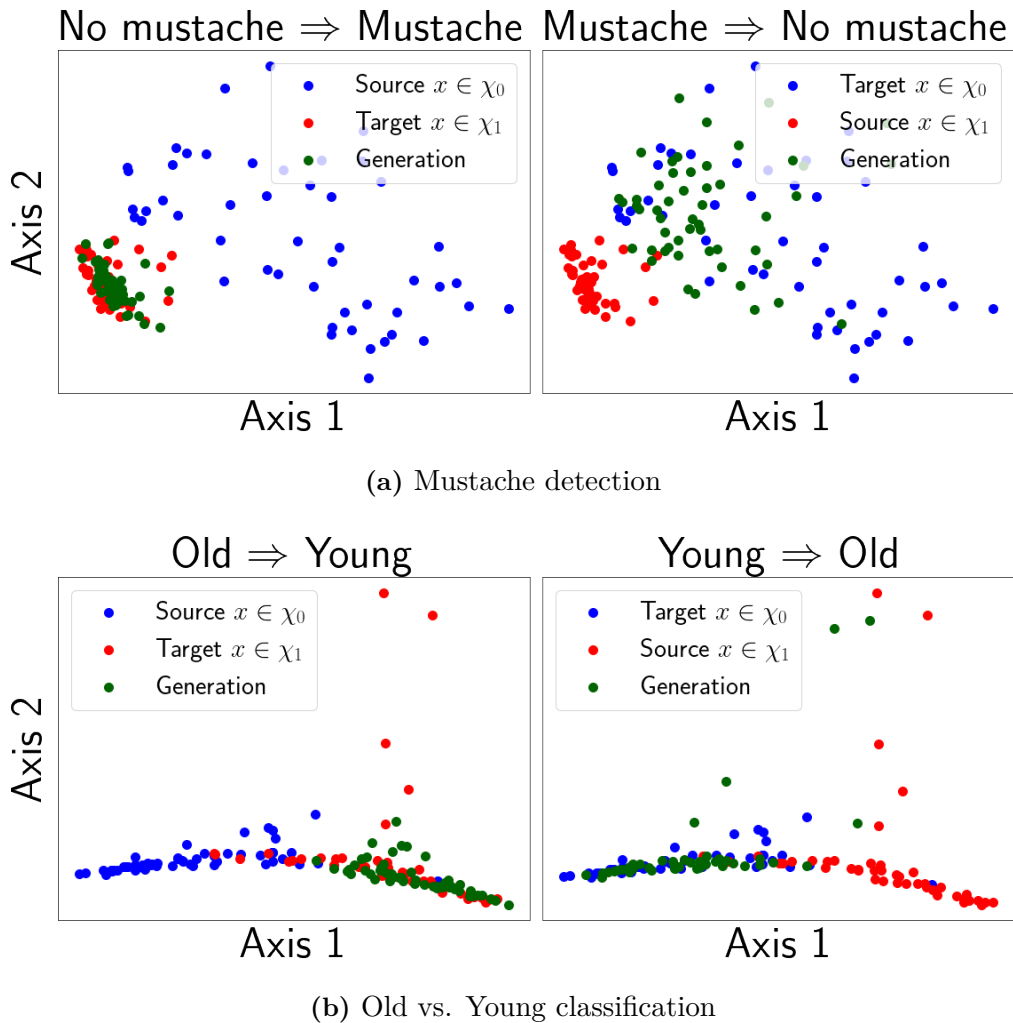 No mustache ⇒ Mustache
Mustache ⇒ No mustache
Source x ∈ χ₀
Target x ∈ χ₁
Generation
Target x ∈ χ₀
Source x ∈ χ₁
Generation
Axis 2
Axis 1
Axis 1
(a) Mustache detection
Old ⇒ Young
Young ⇒ Old
Source x ∈ χ₀
Target x ∈ χ₁
Generation
Target x ∈ χ₀
Source x ∈ χ₁
Generation
Axis 2
Axis 1
Axis 1
(b) Old vs. Young classification